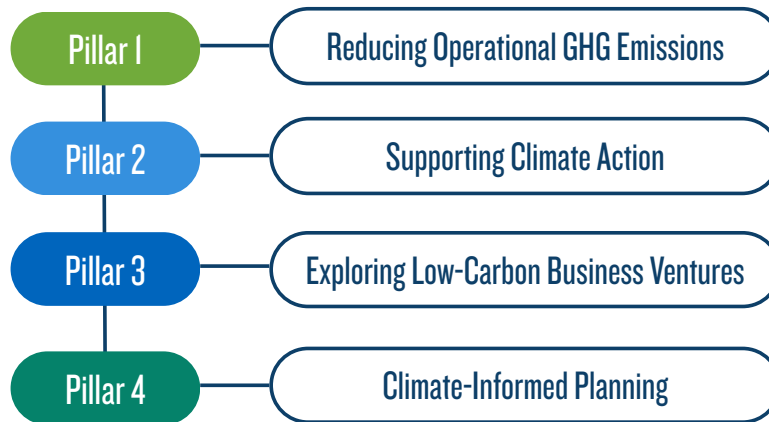 Pillar 1
Reducing Operational GHG Emissions
Pillar 2
Supporting Climate Action
Pillar 3
Exploring Low-Carbon Business Ventures
Pillar 4
Climate-Informed Planning